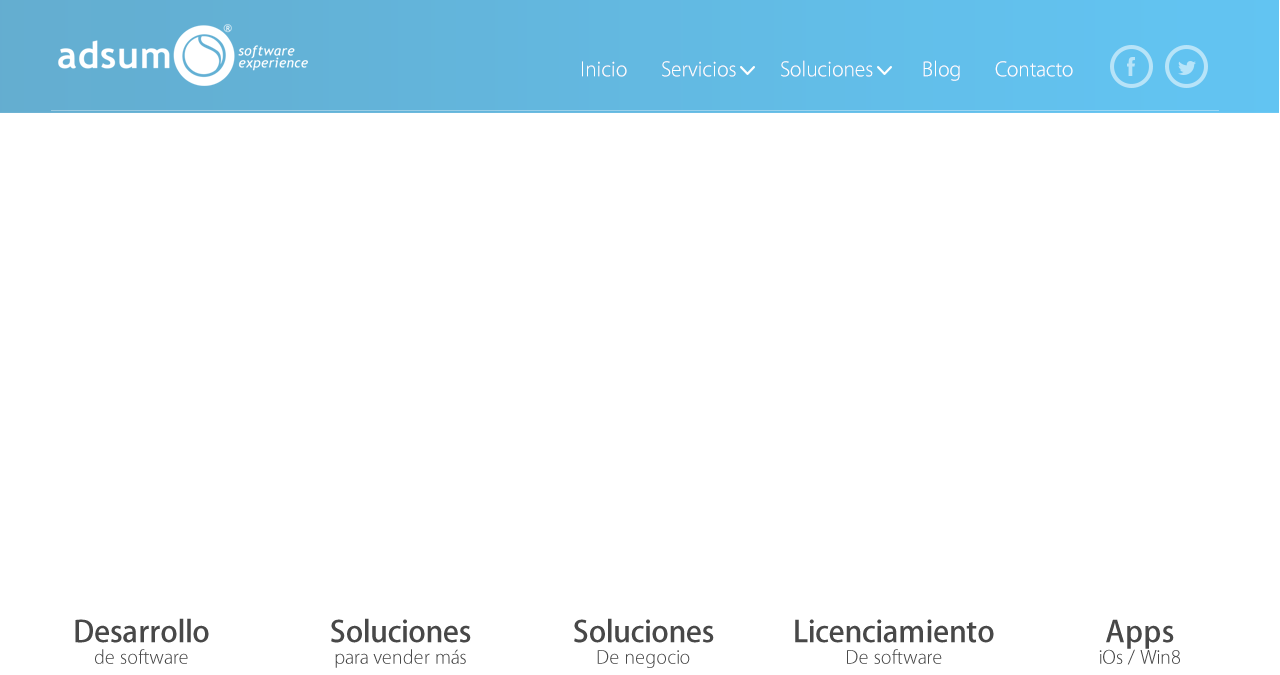 adsum
®
software
experience
Inicio
Servicios
Soluciones
Blog
Contacto
Desarrollo
de software
Soluciones
para vender más
Soluciones
De negocio
Licenciamiento
De software
Apps
iOs / Win8